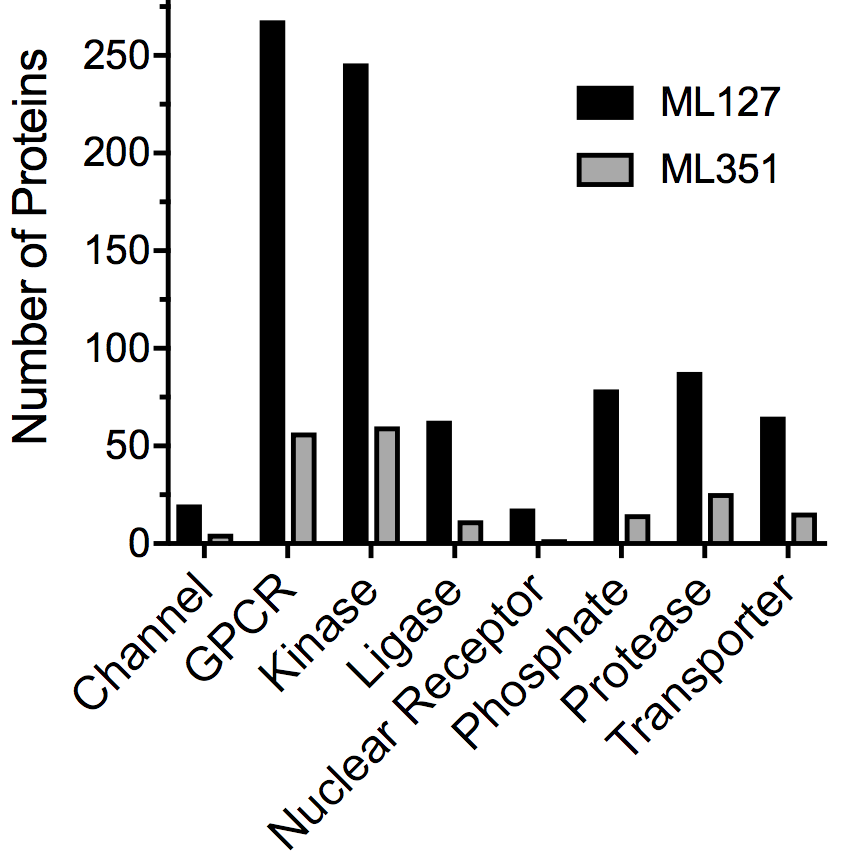 Number of Proteins
250
200
150
100
50
0
ML127
ML351
Channel
GPCR
Kinase
Ligase
Nuclear Receptor
Phosphate
Protease
Transporter